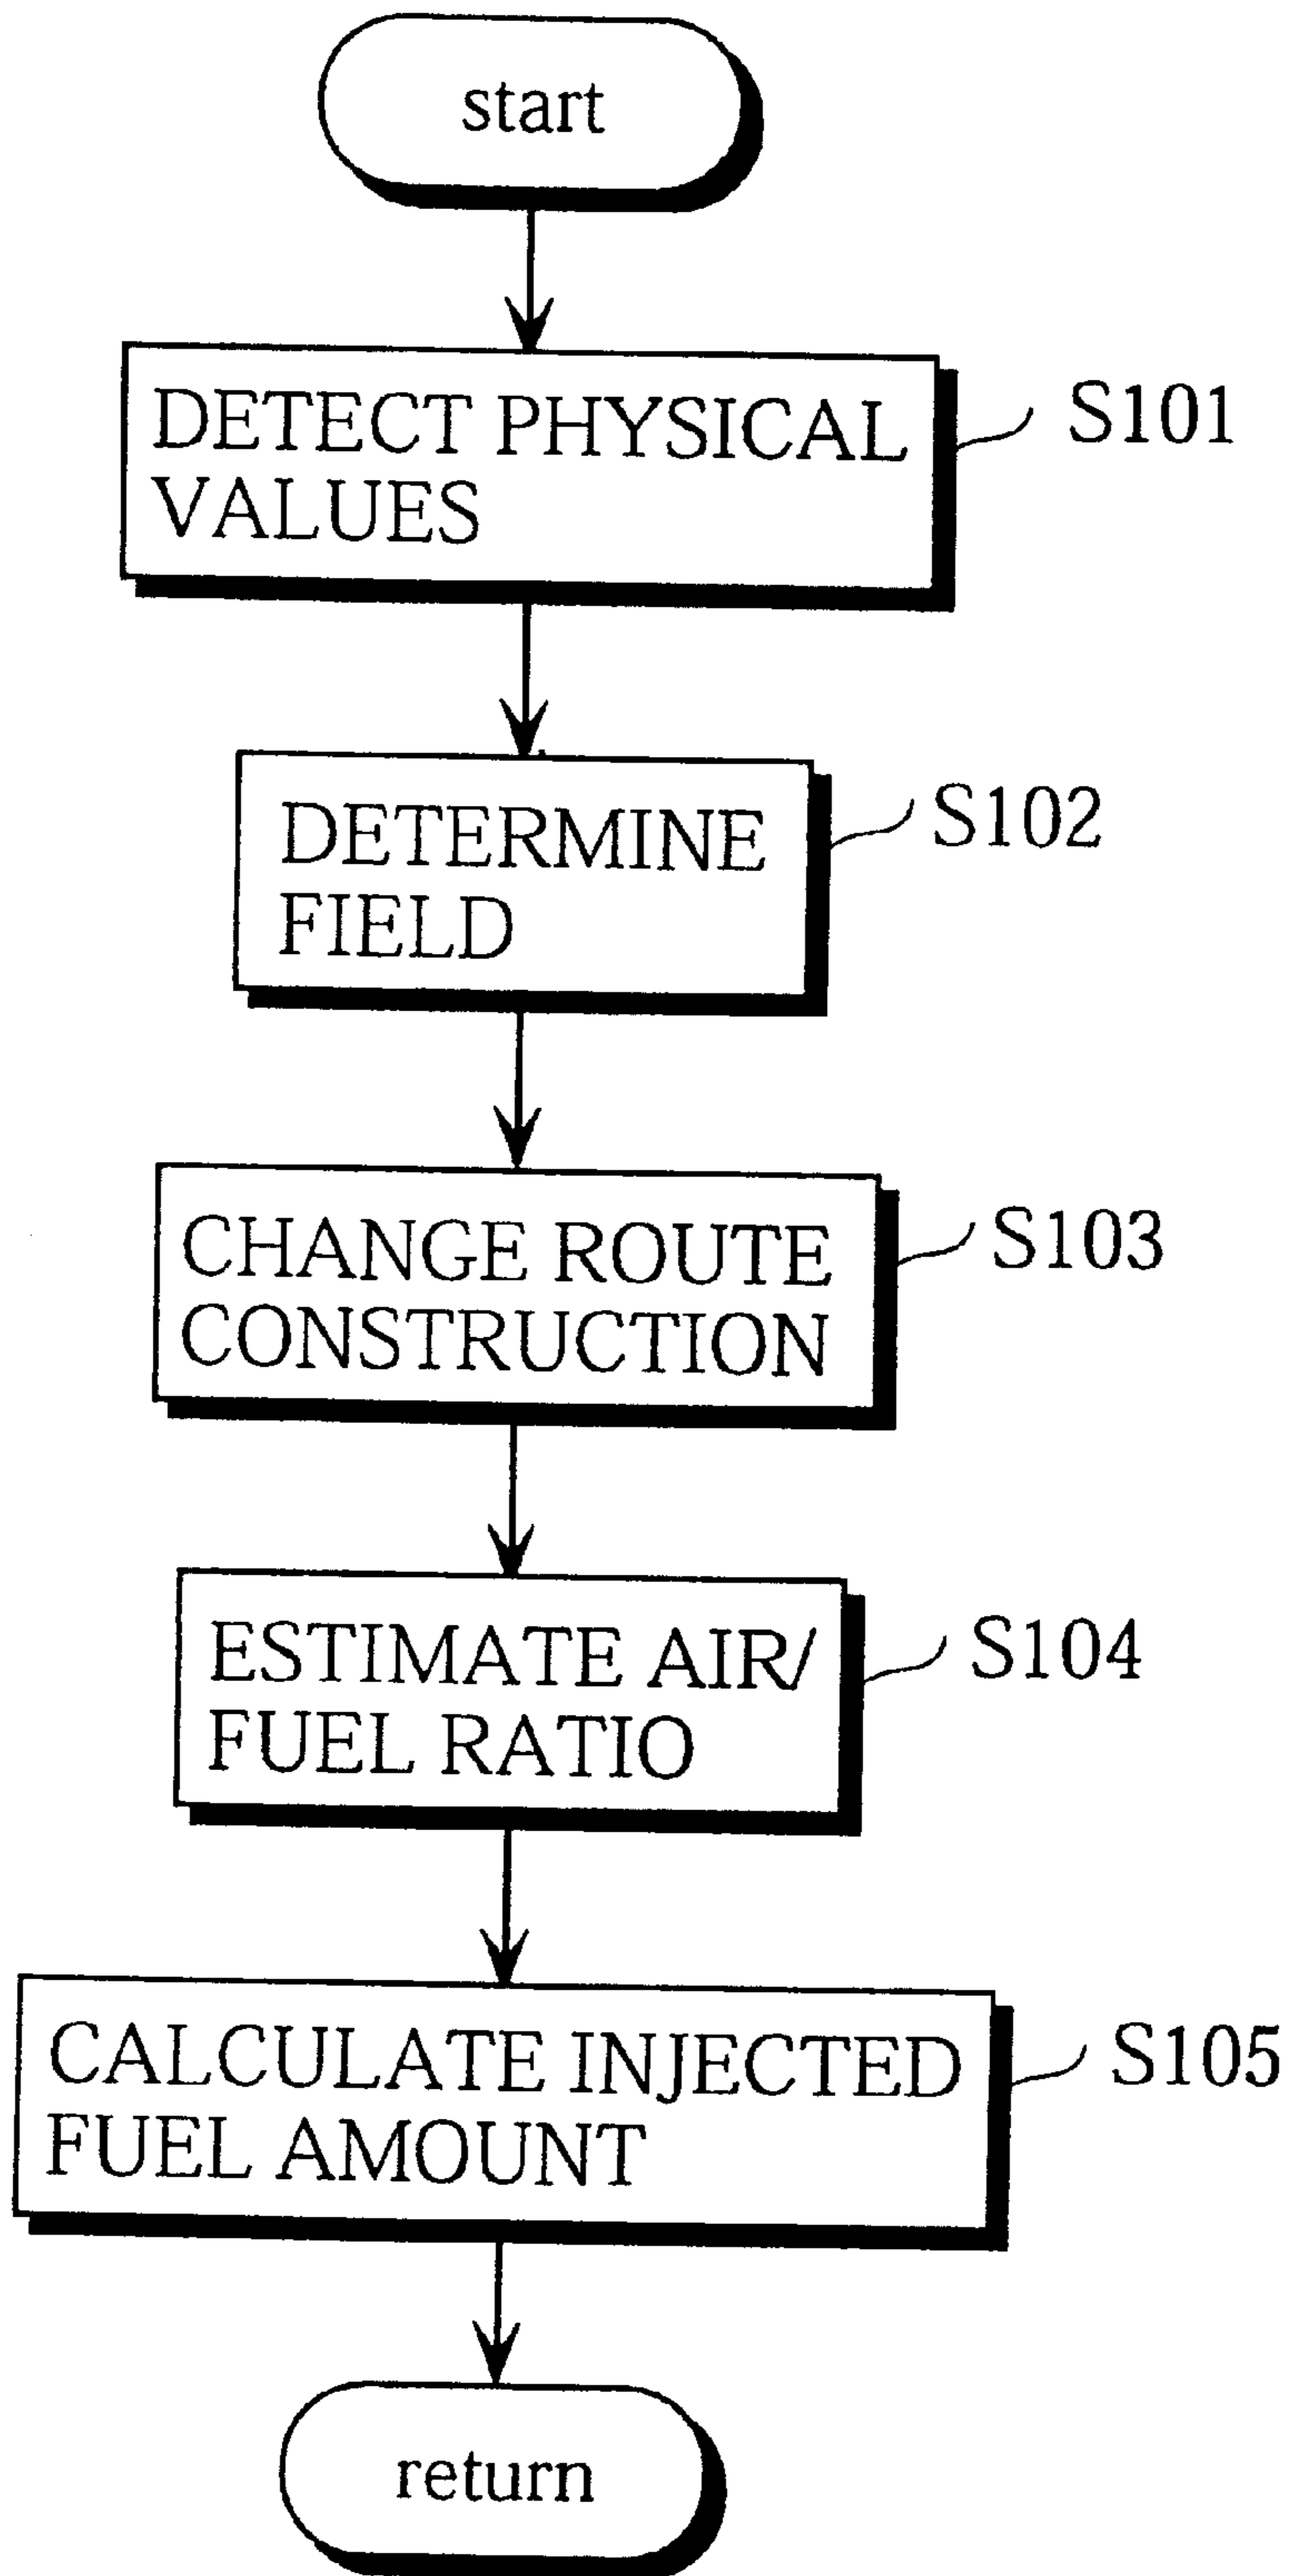 start
DETECT PHYSICAL
VALUES
S101
DETERMINE
FIELD
S102
CHANGE ROUTE
CONSTRUCTION
S103
ESTIMATE AIR/
FUEL RATIO
S104
CALCULATE INJECTED
FUEL AMOUNT
S105
return